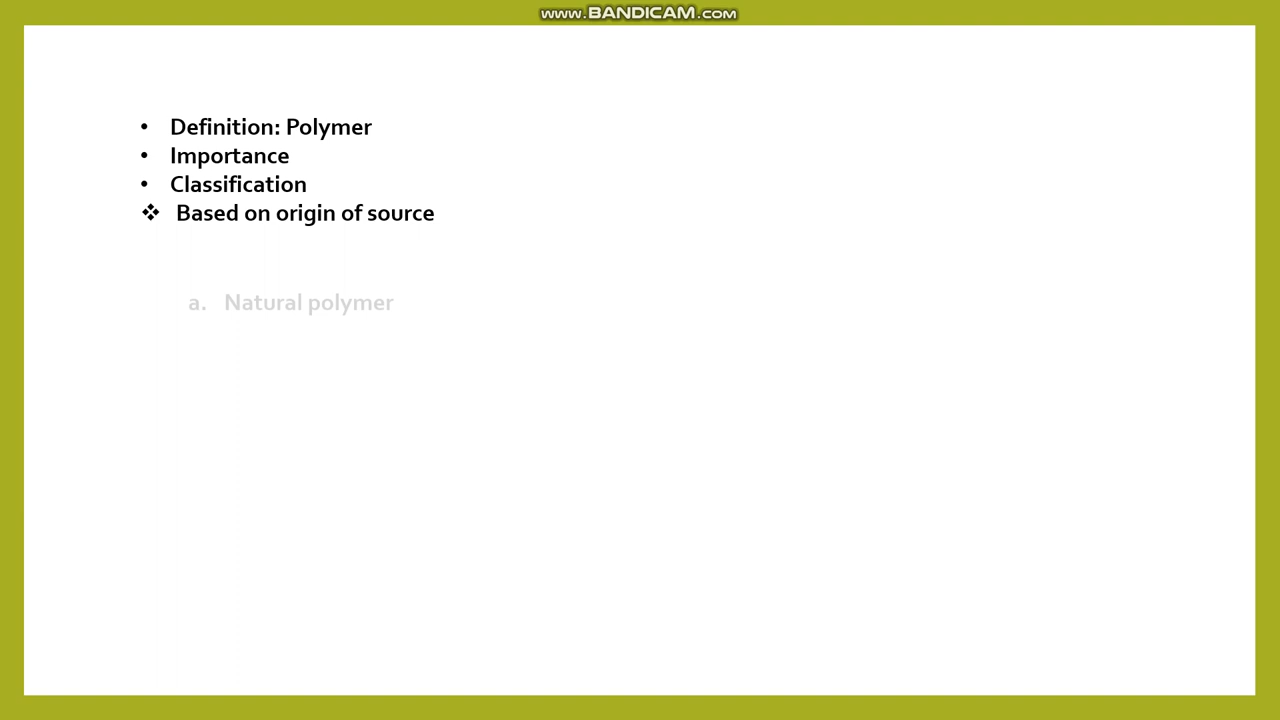 www.BANDICAM.com
• Definition: Polymer
• Importance
• Classification
❖ Based on origin of source
a. Natural polymer